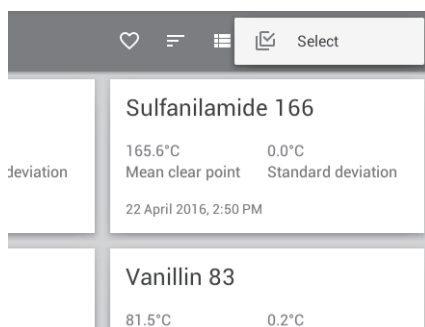 Select
Sulfanilamide 166
165.6°C 0.0°C
deviation Mean clear point Standard deviation
22 April 2016, 2:50 PM
Vanillin 83
81.5°C 0.2°C